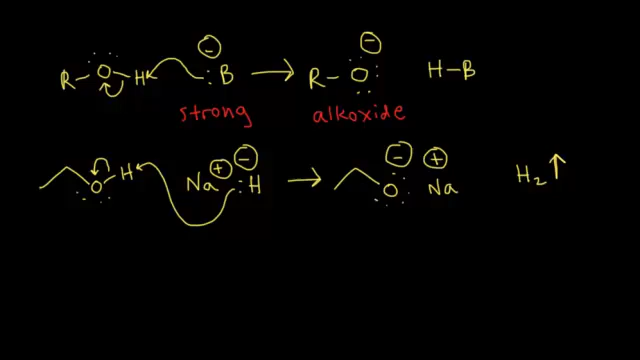 R-O-H ⊖:B → R-O⊖ H-B
strong alkoxide
O-H Na⊕ ⊖:H → O⊖ ⊕Na H₂↑